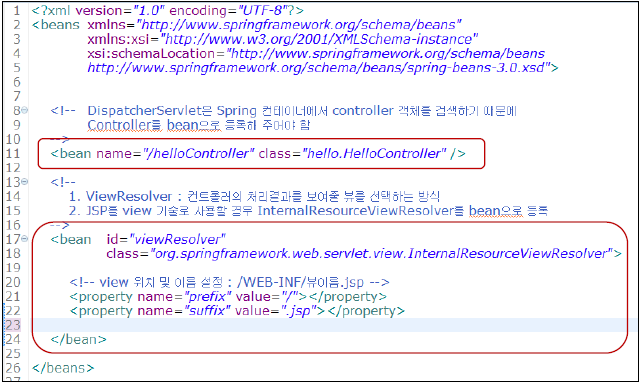 1 <?xml version="1.0" encoding="UTF-8"?>
2 <beans xmlns="http://www.springframework.org/schema/beans"
3 xmlns:xsi="http://www.w3.org/2001/XMLSchema-instance"
4 xsi:schemaLocation="http://www.springframework.org/schema/beans
5 http://www.springframework.org/schema/beans/spring-beans-3.0.xsd">
6
7
8 <!-- DispatcherServlet은 Spring 컨테이너에서 controller 객체를 검색하기 때문에
9 Controller를 bean으로 등록해 주어야 함
10 -->
11 <bean name="/helloController" class="hello.HelloController" />
12
13 <!--
14 1. ViewResolver : 컨트롤러의 처리결과를 보여줄 뷰를 선택하는 방식
15 2. JSP를 view 기술로 사용할 경우 InternalResourceViewResolver를 bean으로 등록
16 -->
17 <bean id="viewResolver"
18 class="org.springframework.web.servlet.view.InternalResourceViewResolver">
19
20 <!-- view 위치 및 이름 설정 : /WEB-INF/뷰이름.jsp -->
21 <property name="prefix" value="/"></property>
22 <property name="suffix" value=".jsp"></property>
23
24 </bean>
25
26 </beans>
27